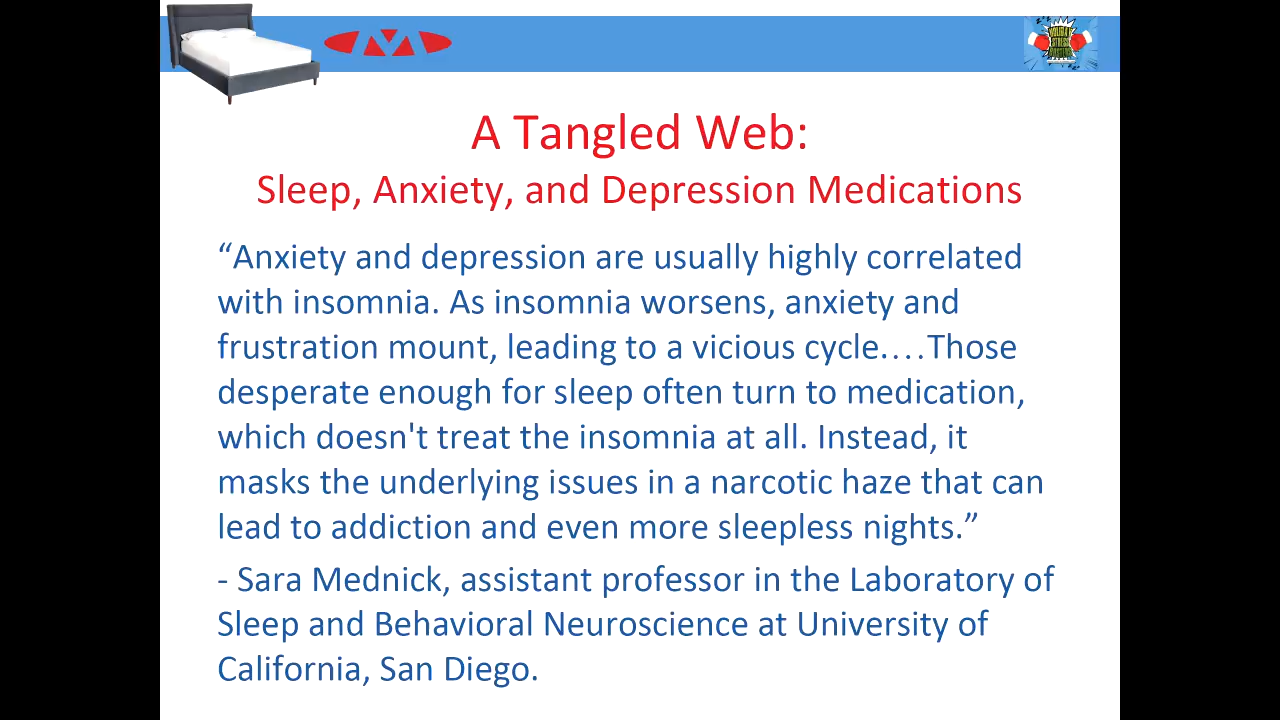 A Tangled Web:
Sleep, Anxiety, and Depression Medications
“Anxiety and depression are usually highly correlated
with insomnia. As insomnia worsens, anxiety and
frustration mount, leading to a vicious cycle.…Those
desperate enough for sleep often turn to medication,
which doesn't treat the insomnia at all. Instead, it
masks the underlying issues in a narcotic haze that can
lead to addiction and even more sleepless nights.”
- Sara Mednick, assistant professor in the Laboratory of
Sleep and Behavioral Neuroscience at University of
California, San Diego.